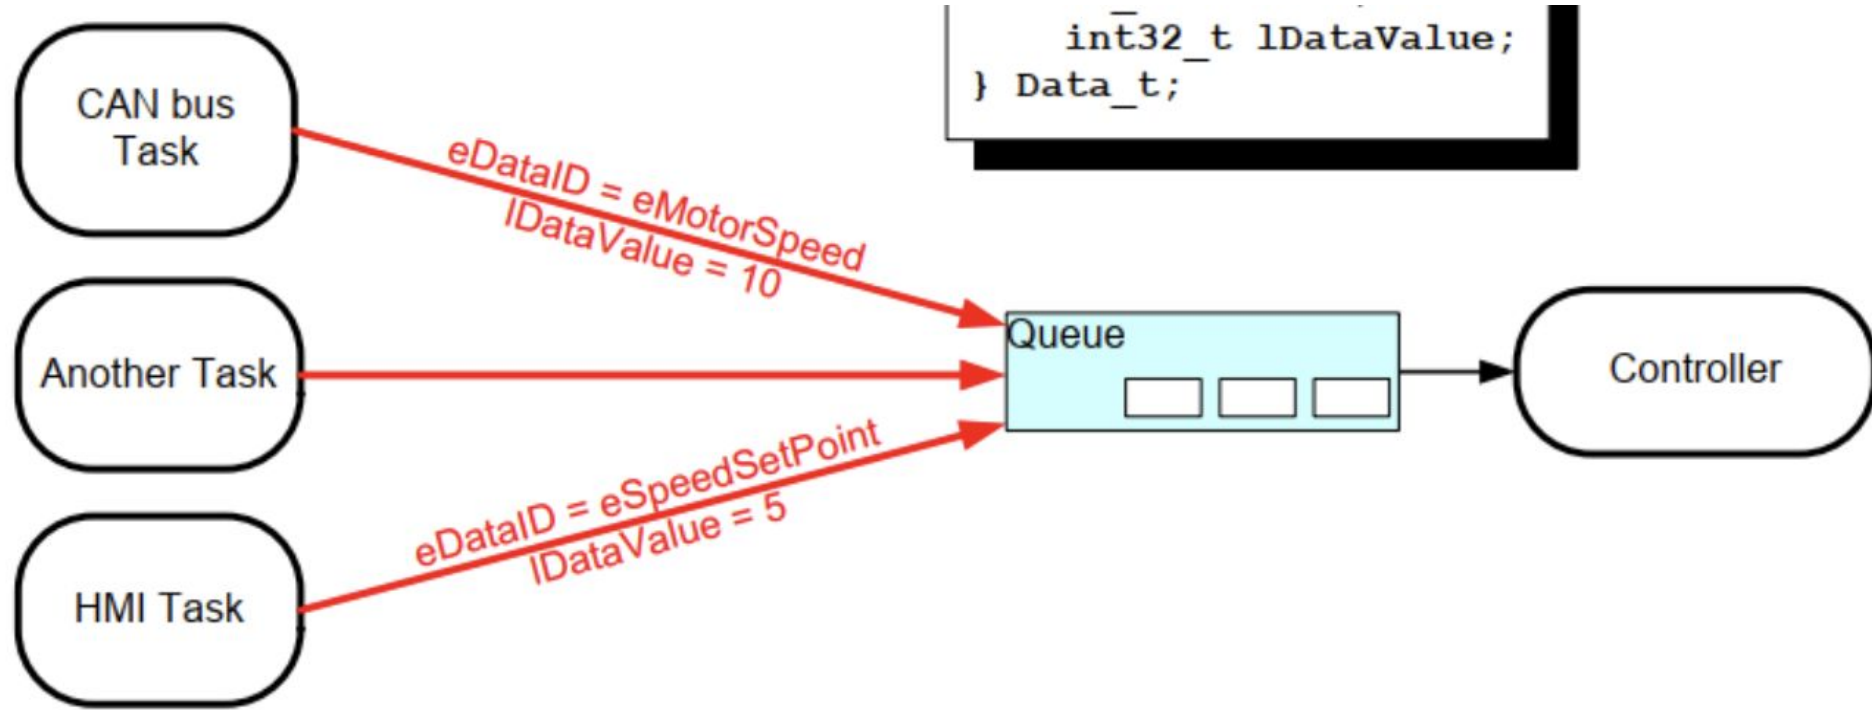 int32_t lDataValue;
} Data_t;
CAN bus
Task
eDataID = eMotorSpeed
lDataValue = 10
Another Task
Queue
Controller
eDataID = eSpeedSetPoint
lDataValue = 5
HMI Task